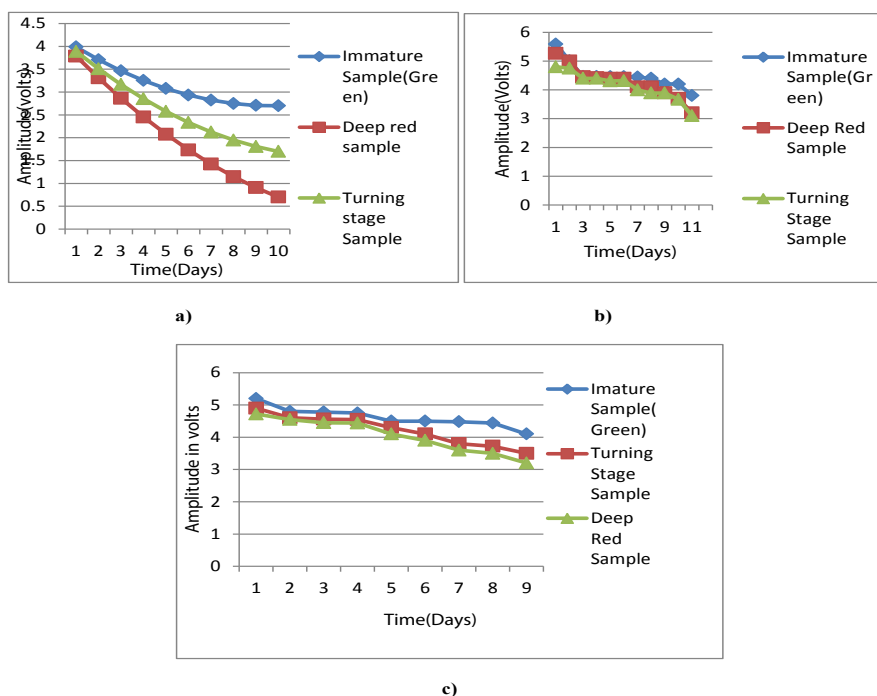 4.5
4
3.5
3
2.5
2
1.5
1
0.5
0
Amplitude(volts)
1 2 3 4 5 6 7 8 9 10
Time(Days)
Immature
Sample(Gre
en)
Deep red
sample
Turning
stage
Sample
a)
6
5
4
3
2
1
0
Amplitude(Volts)
1 3 5 7 9 11
Time(Days)
Immature
Sample(Gr
een)
Deep Red
Sample
Turning
Stage
Sample
b)
6
5
4
3
2
1
0
Amplitude in volts
1 2 3 4 5 6 7 8 9
Time(Days)
Imature
Sample(
Green)
Turning
Stage
Sample
Deep
Red
Sample
c)